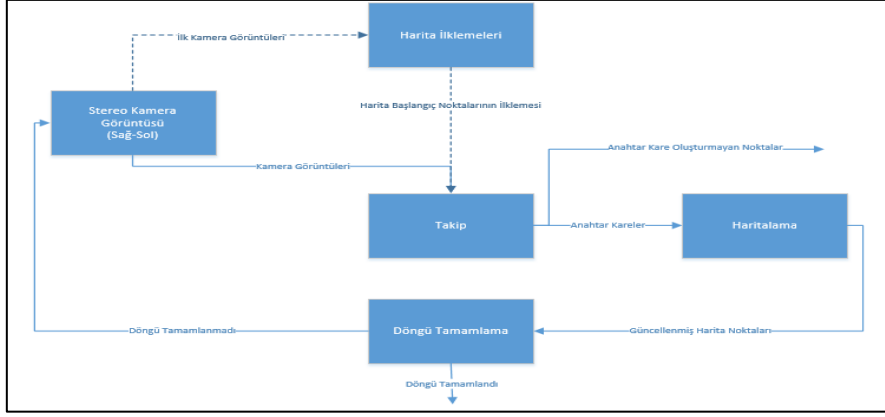 İlk Kamera Görüntüleri
Harita İlklemeleri
Stereo Kamera
Görüntüsü
(Sağ-Sol)
Harita Başlangıç Noktalarının İlklemesi
Kamera Görüntüleri
Anahtar Kare Oluşturmayan Noktalar
Takip
Anahtar Kareler
Haritalama
Döngü Tamamlanmadı
Döngü Tamamlama
Güncellenmiş Harita Noktaları
Döngü Tamamlandı